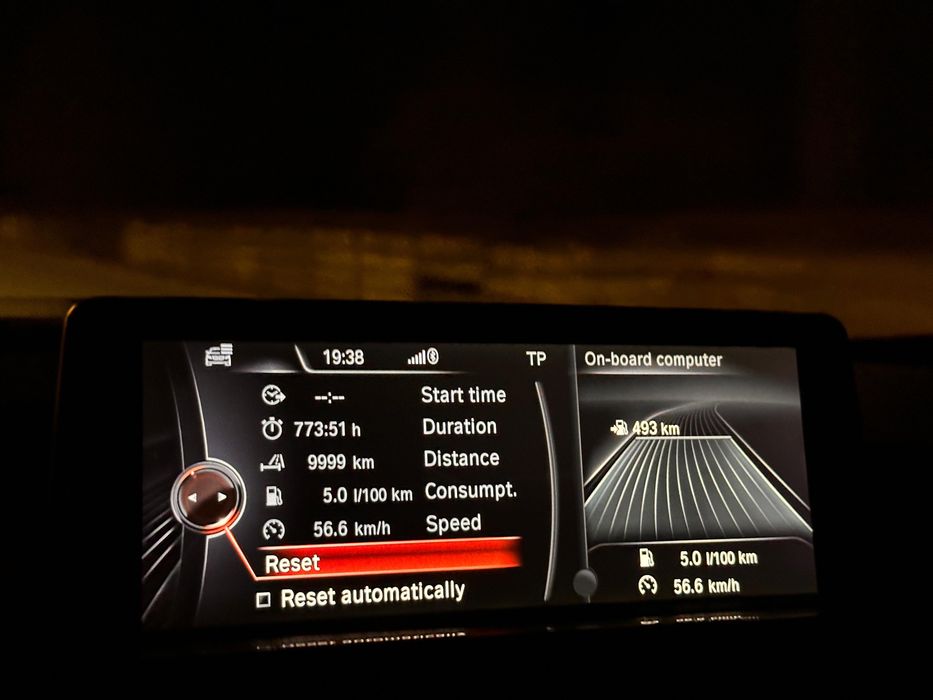 19:38 TP On-board computer
--:-- Start time
773:51 h Duration
9999 km Distance
5.0 l/100 km Consumpt.
56.6 km/h Speed
Reset
Reset automatically
493 km
5.0 l/100 km
56.6 km/h